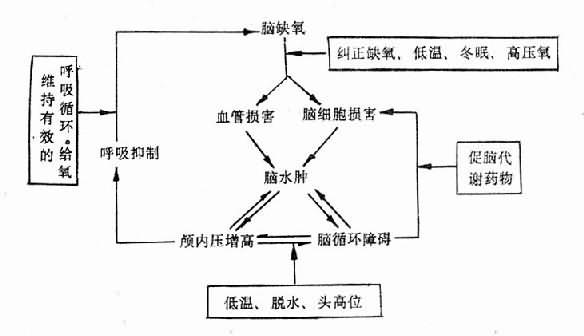 脑缺氧
纠正缺氧、低温、冬眠、高压氧
呼吸循环。给氧
维持有效的
血管损害
脑细胞损害
呼吸抑制
脑水肿
促脑代
谢药物
颅内压增高
脑循环障碍
低温、脱水、头高位